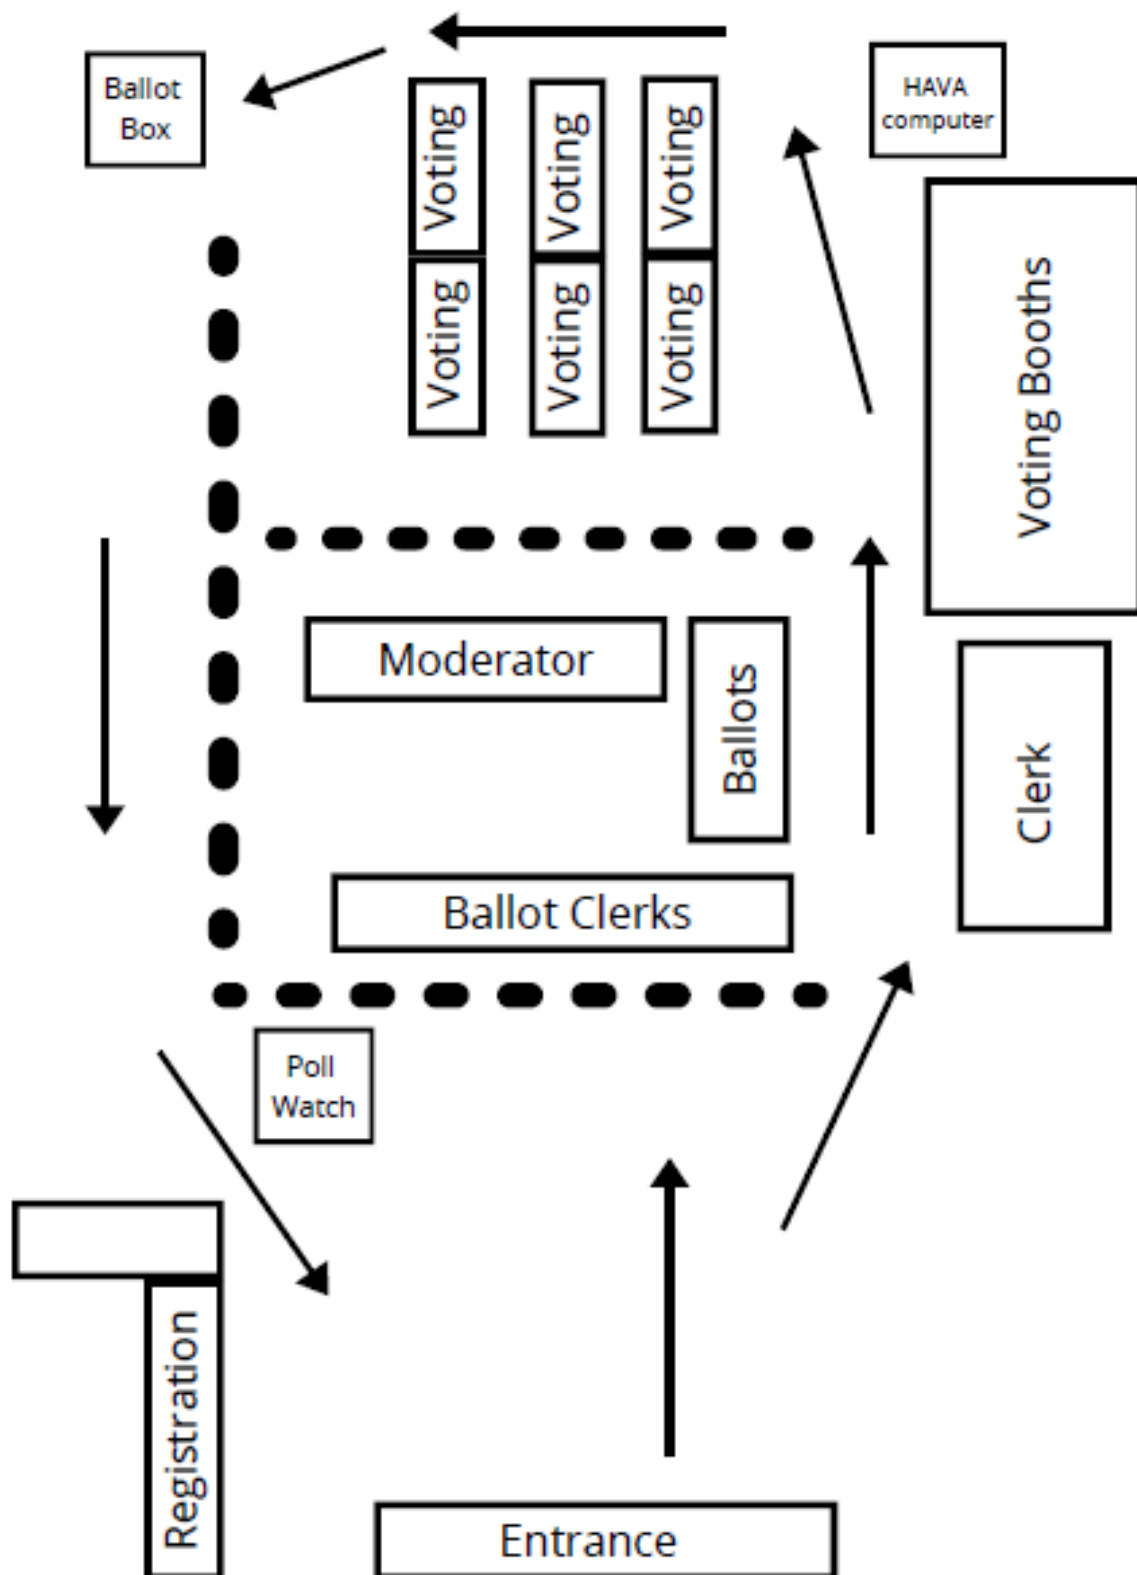 Ballot
Box
HAVA
computer
Voting
Voting
Voting
Voting
Voting
Voting
Voting Booths
Moderator
Ballots
Clerk
Ballot Clerks
Poll
Watch
Registration
Entrance